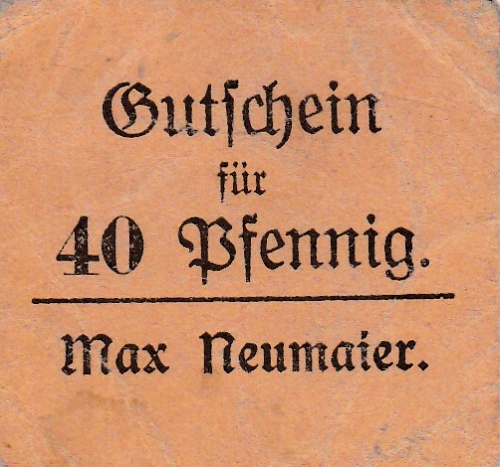 Gutschein
für
40 Pfennig.
Max Neumaier.